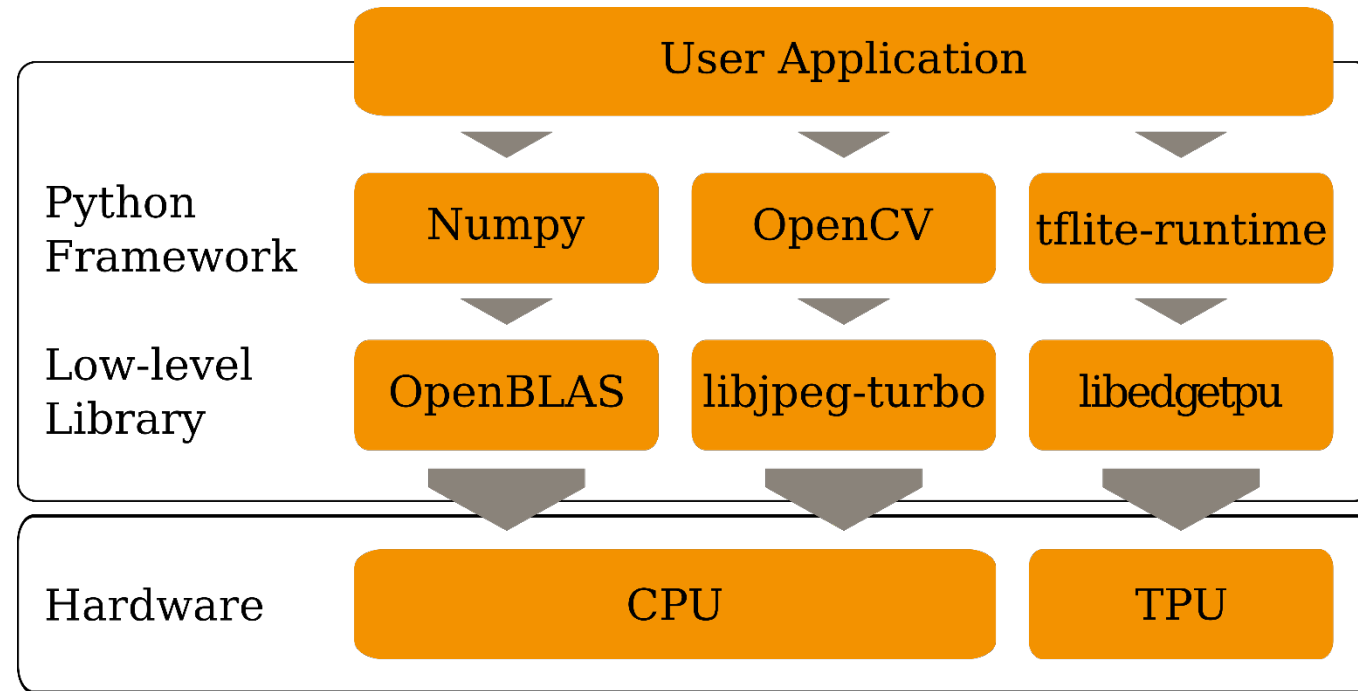 User Application
Python
Framework
Numpy
OpenCV
tflite-runtime
Low-level
Library
OpenBLAS
libjpeg-turbo
libedgetpu
Hardware
CPU
TPU